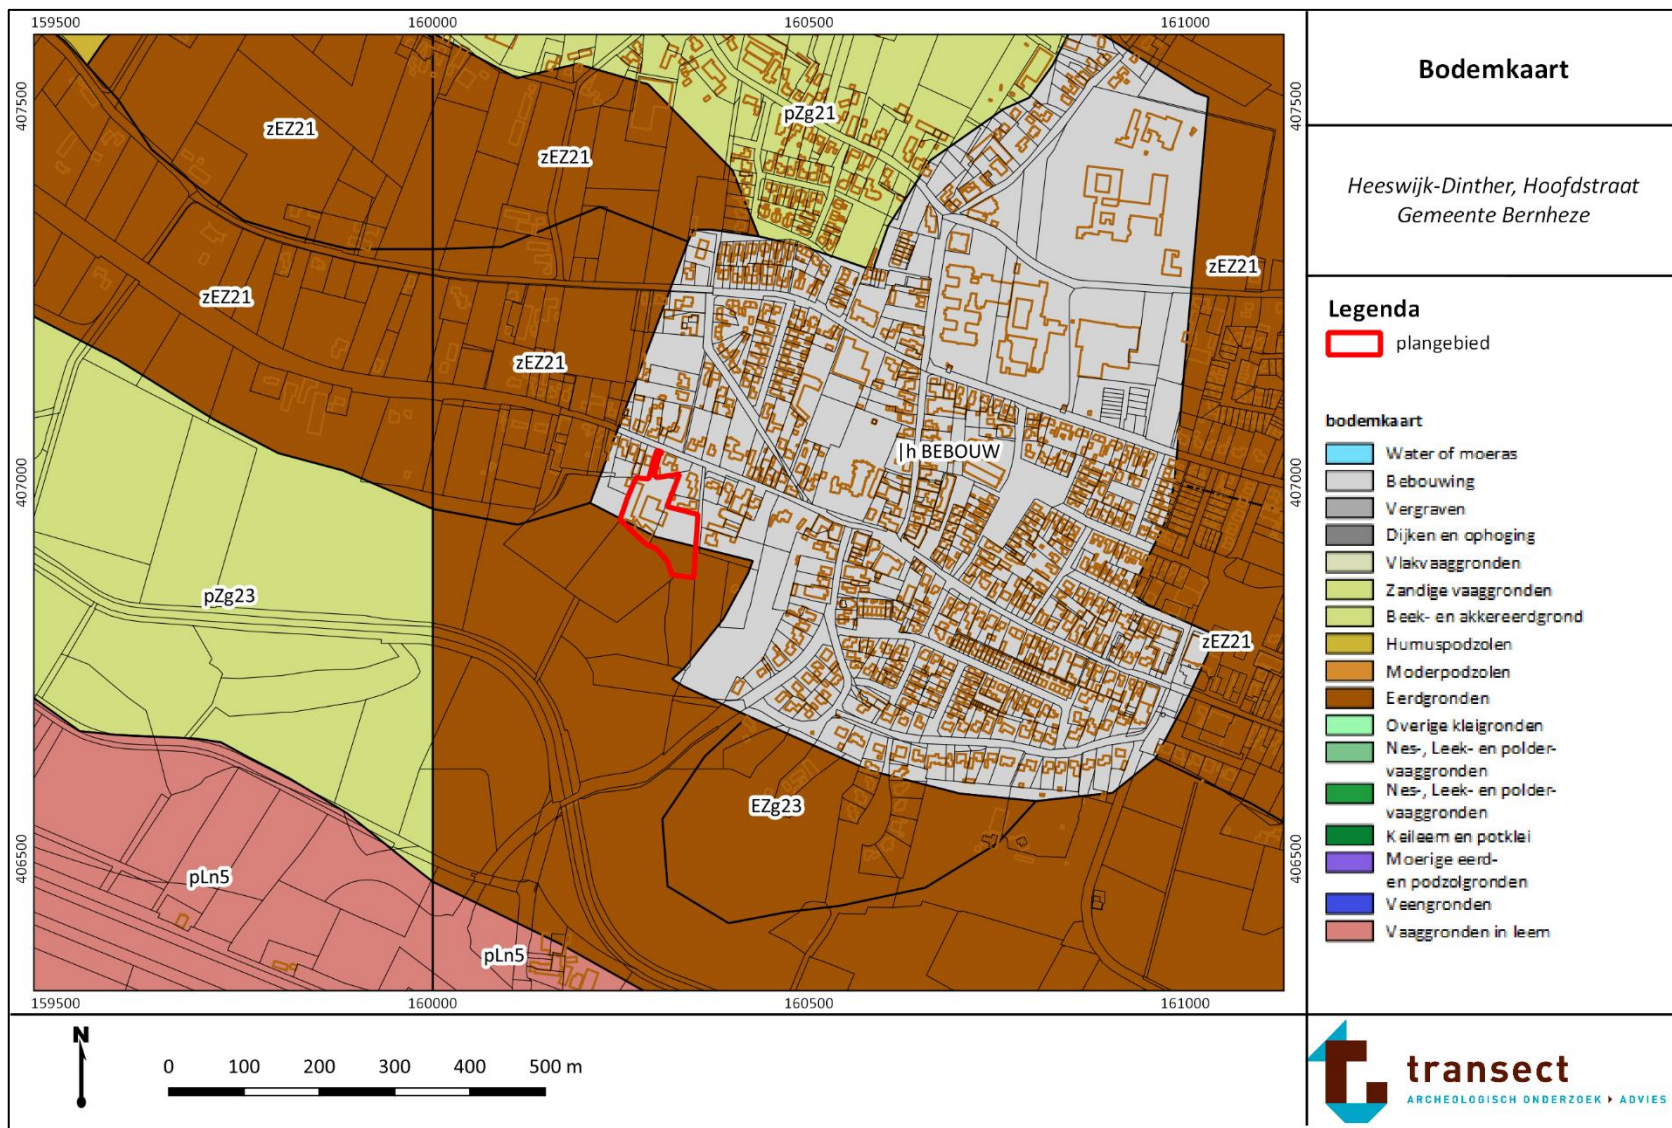 159500 160000 160500 161000
407500
407000
406500
407500
407000
406500
zEZ21
zEZ21
pZg21
zEZ21
zEZ21
zEZ21
|h BEBOUW
pZg23
zEZ21
EZg23
pLn5
pLn5
159500 160000 160500 161000
N
0 100 200 300 400 500 m
Bodemkaart
Heeswijk-Dinther, Hoofdstraat
Gemeente Bernheze
Legenda
plangebied
bodemkaart
Water of moeras
Bebouwing
Vergraven
Dijken en ophoging
Vlakvaaggronden
Zandige vaaggronden
Beek- en akkereerdgrond
Humuspodzolen
Moderpodzolen
Eerdgronden
Overige kleigronden
Nes-, Leek- en polder-
vaaggronden
Nes-, Leek- en polder-
vaaggronden
Keileem en potklei
Moerige eerd-
en podzolgronden
Veengronden
Vaaggronden in leem
transect
ARCHEOLOGISCH ONDERZOEK ▸ ADVIES